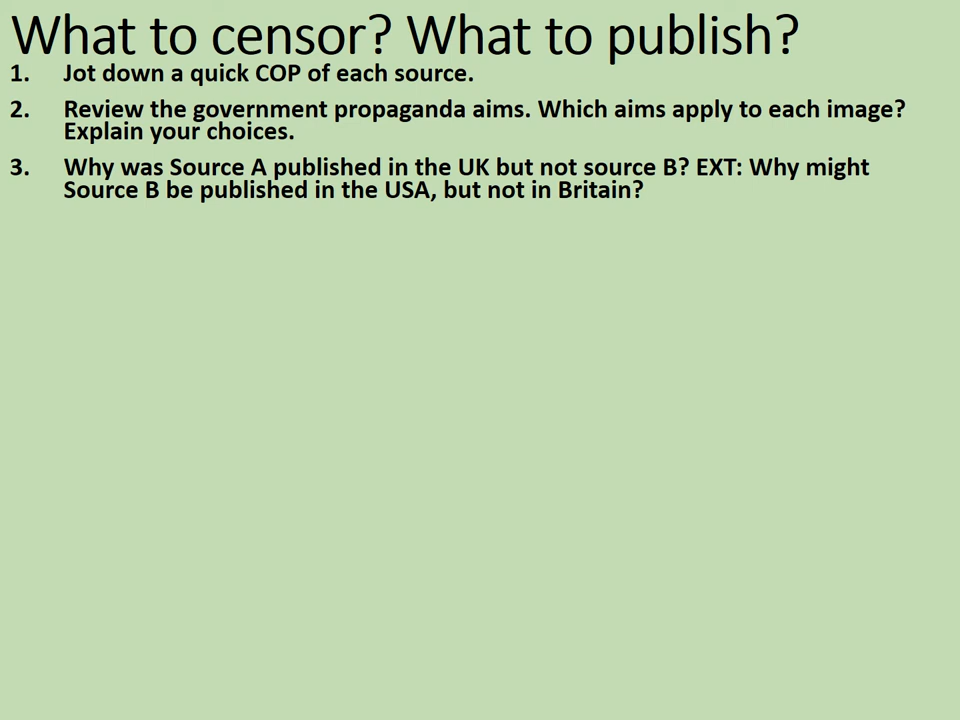 What to censor? What to publish?
1. Jot down a quick COP of each source.
2. Review the government propaganda aims. Which aims apply to each image?
Explain your choices.
3. Why was Source A published in the UK but not source B? EXT: Why might
Source B be published in the USA, but not in Britain?